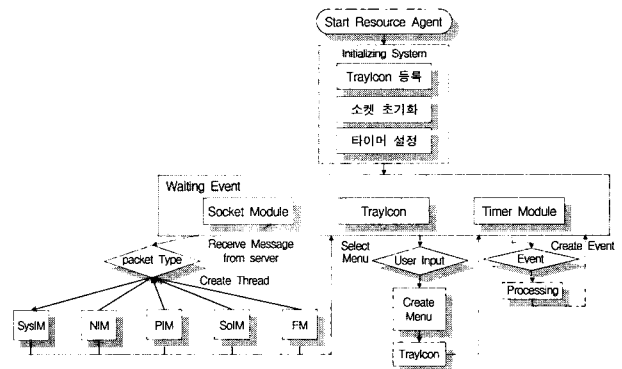 Start Resource Agent
Initializing System
TrayIcon 등록
소켓 초기화
타이머 설정
Waiting Event
Socket Module
TrayIcon
Timer Module
Receive Message
from server
Select
Menu
Create Event
packet Type
User Input
Event
Create Thread
Processing
Create
Menu
SysIM
NIM
PIM
SoIM
FM
TrayIcon